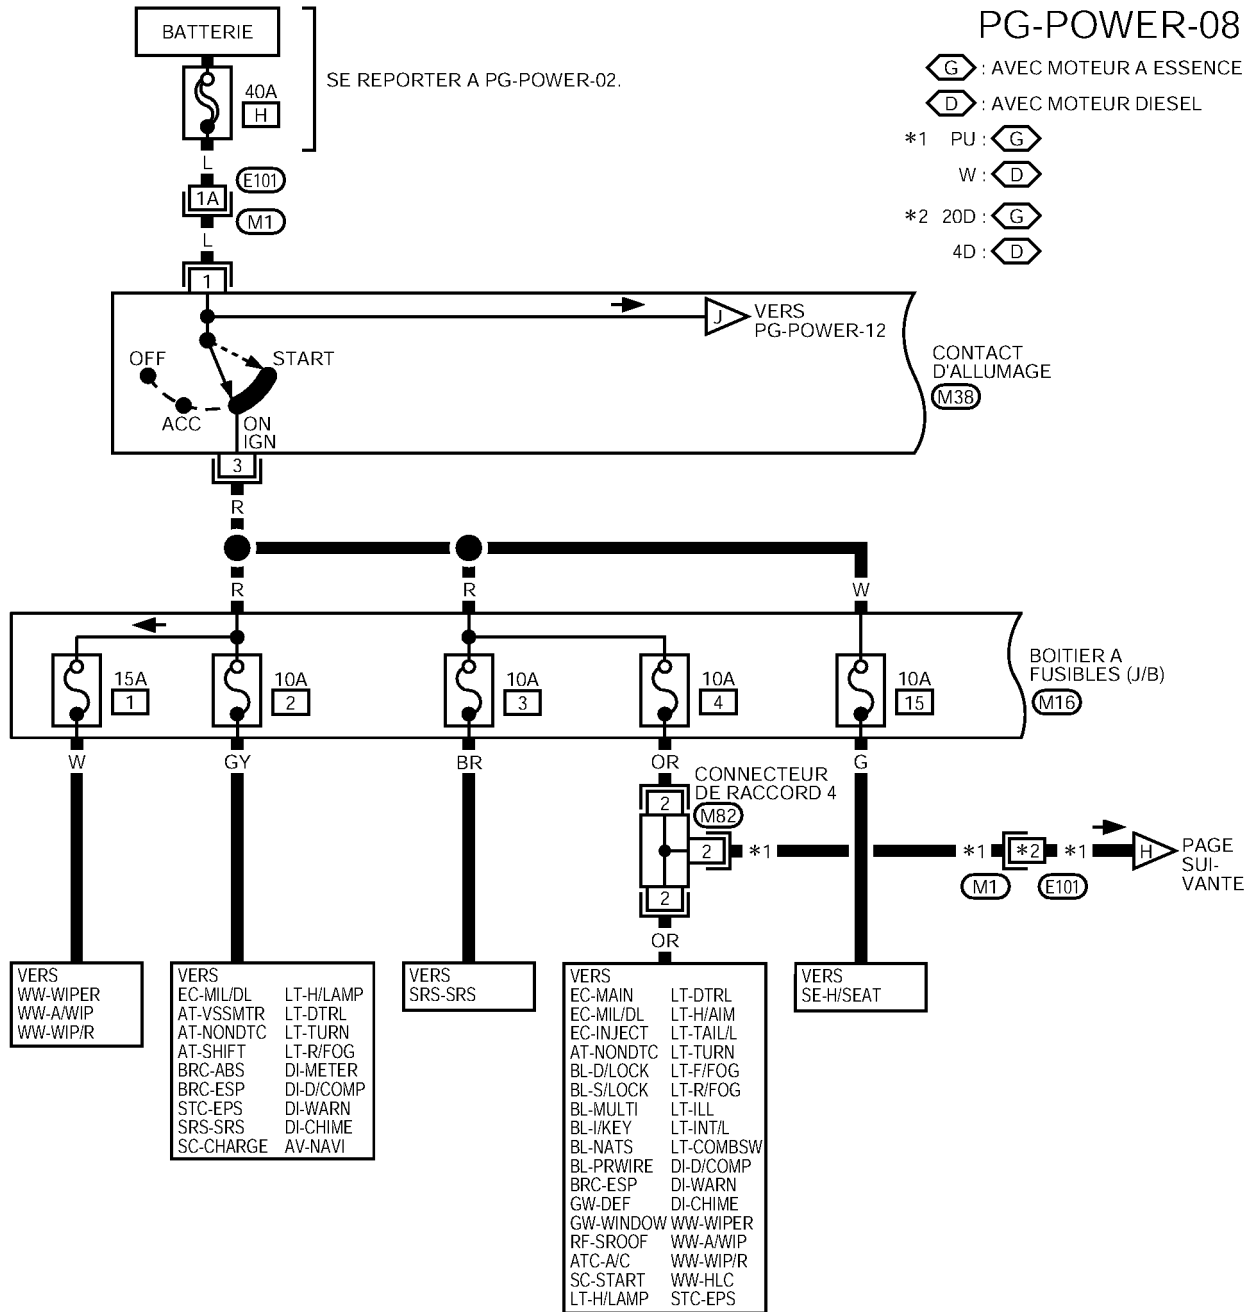 PG-POWER-08
BATTERIE
40A
H
SE REPORTER A PG-POWER-02.
G : AVEC MOTEUR A ESSENCE
D : AVEC MOTEUR DIESEL
*1 PU : G
W : D
*2 20D : G
4D : D
L
1A
E101
M1
L
1
J
VERS
PG-POWER-12
OFF
ACC
ON
IGN
START
CONTACT
D'ALLUMAGE
M38
3
R
R
R
W
15A
1
10A
2
10A
3
10A
4
10A
15
BOITIER A
FUSIBLES (J/B)
M16
W
GY
BR
OR
G
CONNECTEUR
DE RACCORD 4
M82
2
2
*1
*1
*2
*1
M1
E101
H
PAGE
SUI-
VANTE
2
OR
VERS
WW-WIPER
WW-A/WIP
WW-WIP/R
VERS
EC-MIL/DL LT-H/LAMP
AT-VSSMTR LT-DTRL
AT-NONDTC LT-TURN
AT-SHIFT LT-R/FOG
BRC-ABS DI-METER
BRC-ESP DI-D/COMP
STC-EPS DI-WARN
SRS-SRS DI-CHIME
SC-CHARGE AV-NAVI
VERS
SRS-SRS
VERS
EC-MAIN LT-DTRL
EC-MIL/DL LT-H/AIM
EC-INJECT LT-TAIL/L
AT-NONDTC LT-TURN
BL-D/LOCK LT-F/FOG
BL-S/LOCK LT-R/FOG
BL-MULTI LT-ILL
BL-I/KEY LT-INT/L
BL-NATS LT-COMBSW
BL-PRWIRE DI-D/COMP
BRC-ESP DI-WARN
GW-DEF DI-CHIME
GW-WINDOW WW-WIPER
RF-SROOF WW-A/WIP
ATC-A/C WW-WIP/R
SC-START WW-HLC
LT-H/LAMP STC-EPS
VERS
SE-H/SEAT